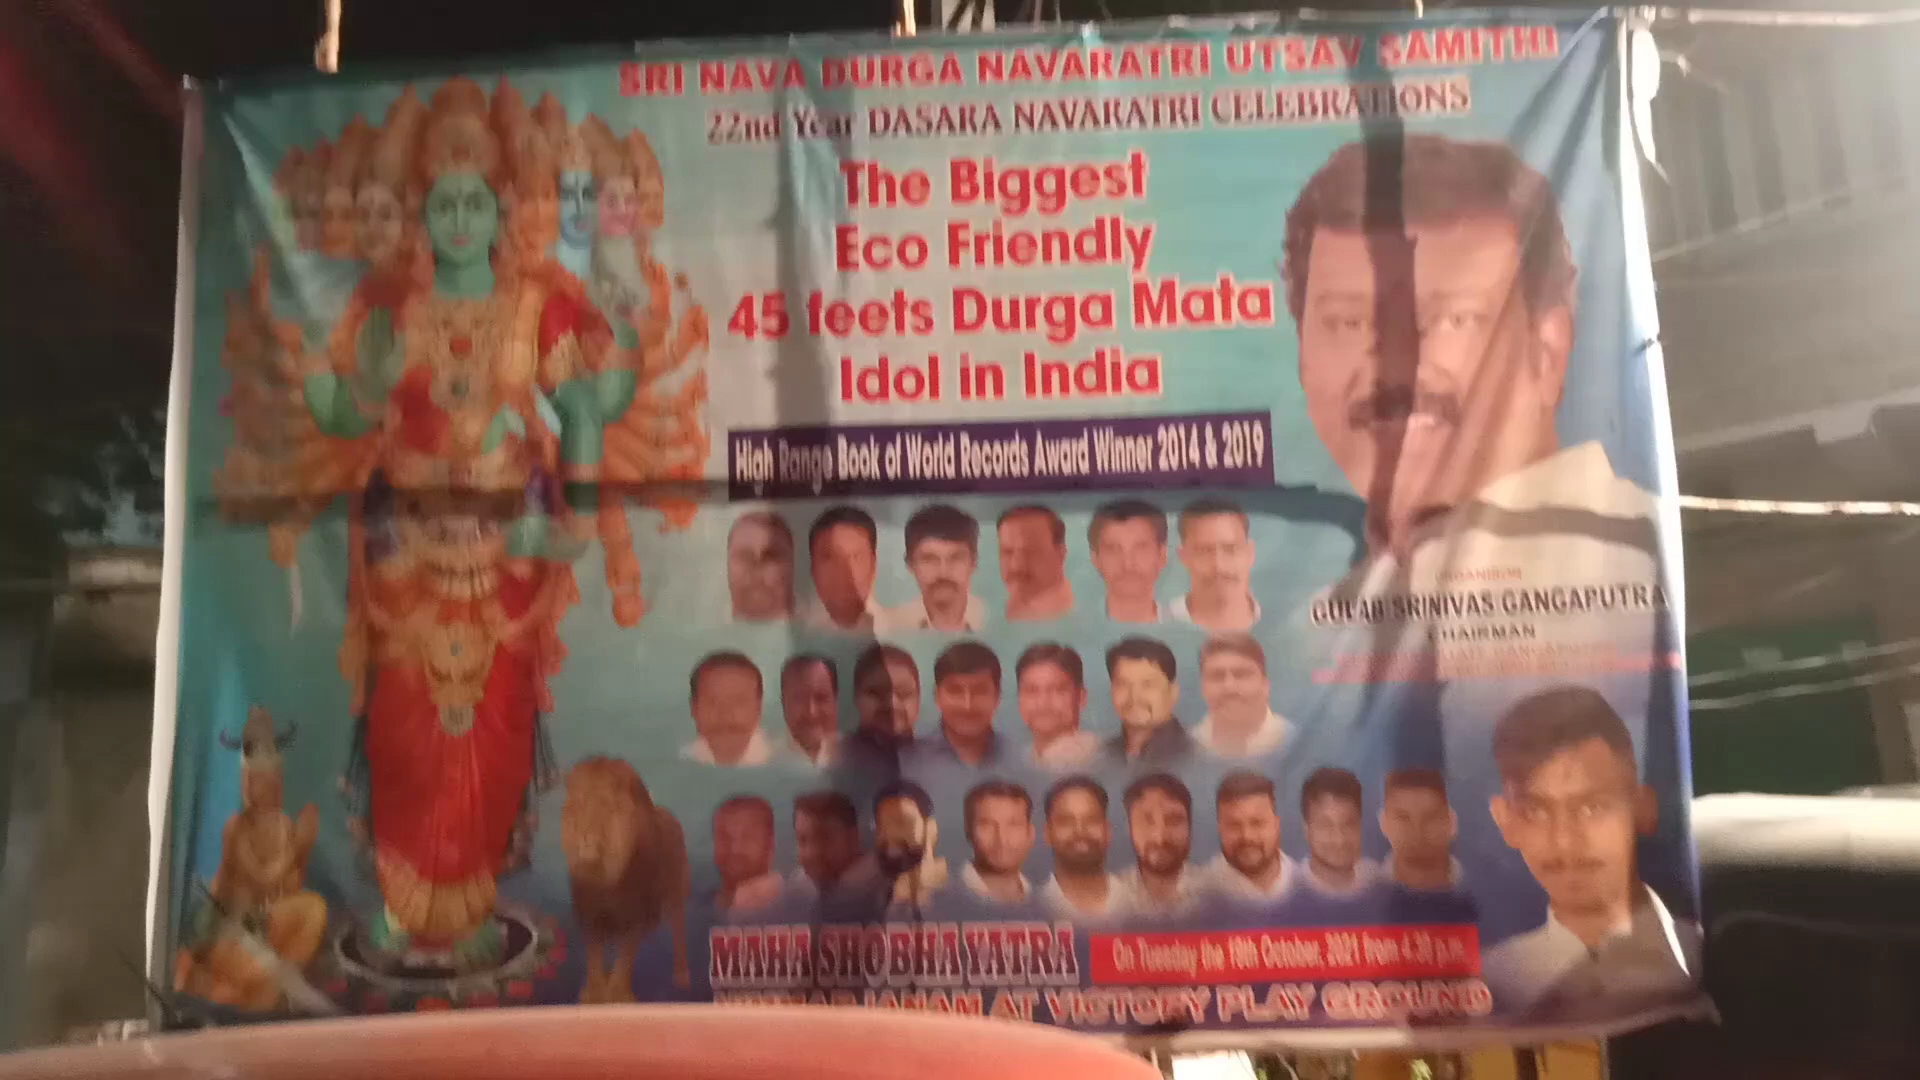 SRI NAVA DURGA NAVARATRI UTSAV SAMITHI
22nd Year DASARA NAVARATRI CELEBRATIONS
The Biggest
Eco Friendly
45 feets Durga Mata
Idol in India
High Range Book of World Records Award Winner 2014 & 2019
ORGANISOR
GULAB SRINIVAS GANGAPUTRA
CHAIRMAN
MAHA SHOBHA YATRA
On Tuesday the 19th October, 2021 from 4.30 p.m.
JANAM AT VICTORY PLAY GROUND